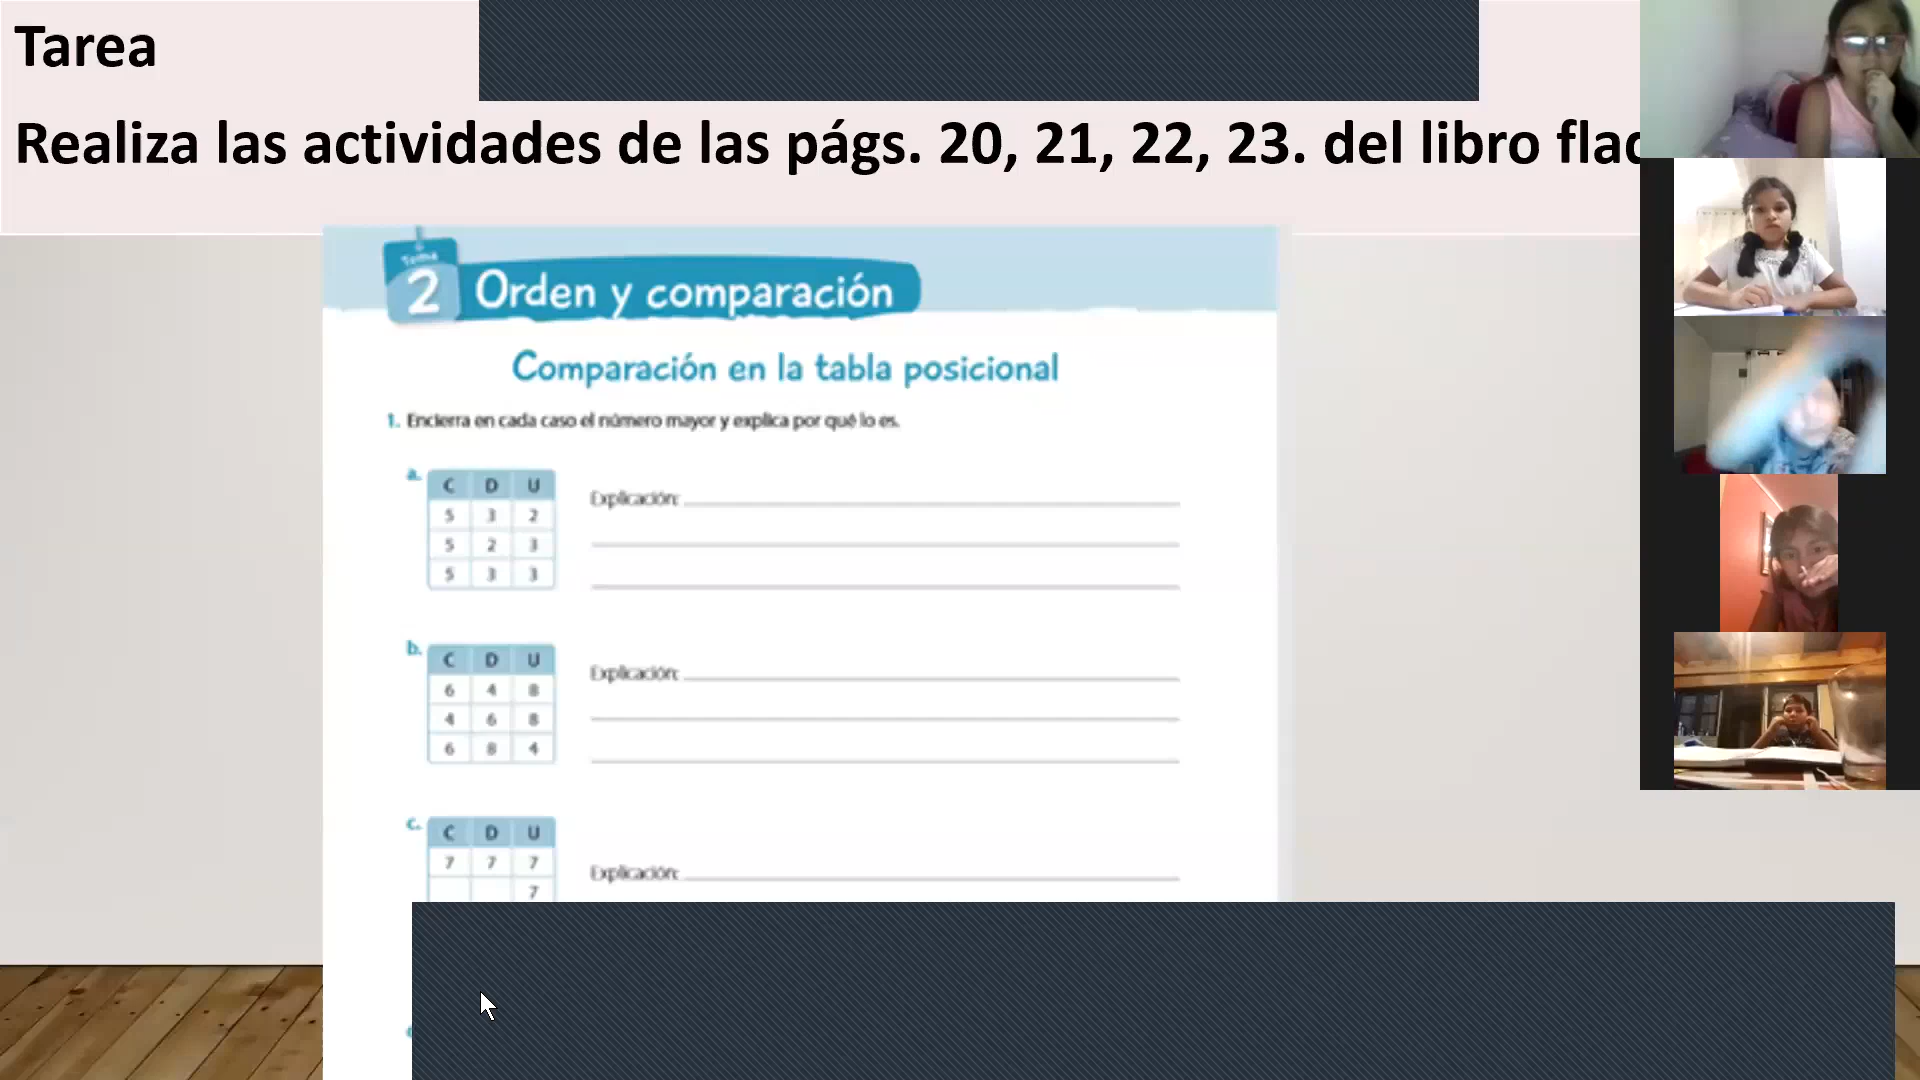 Tarea
Realiza las actividades de las págs. 20, 21, 22, 23. del libro flac
Tema
2 Orden y comparación
Comparación en la tabla posicional
1. Encierra en cada caso el número mayor y explica por qué lo es.
a.
C D U
5 3 2
5 2 3
5 3 3
Explicación:
b.
C D U
6 4 8
4 6 8
6 8 4
Explicación:
c.
C D U
7 7 7
7
Explicación: